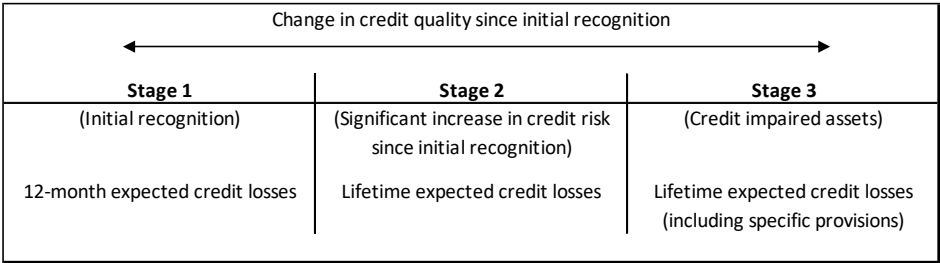 Change in credit quality since initial recognition
Stage 1
Stage 2
Stage 3
(Initial recognition)
(Significant increase in credit risk
since initial recognition)
(Credit impaired assets)
12-month expected credit losses
Lifetime expected credit losses
Lifetime expected credit losses
(including specific provisions)